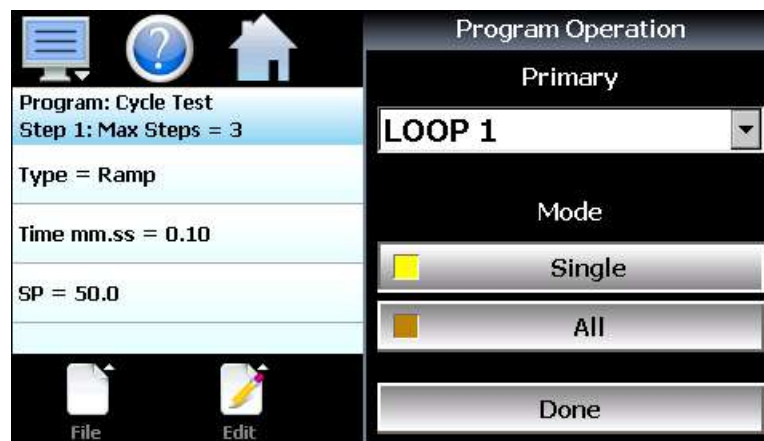 ?
Program: Cycle Test
Step 1: Max Steps = 3
Type = Ramp
Time mm.ss = 0.10
SP = 50.0
File
Edit
Program Operation
Primary
LOOP 1
Mode
Single
All
Done